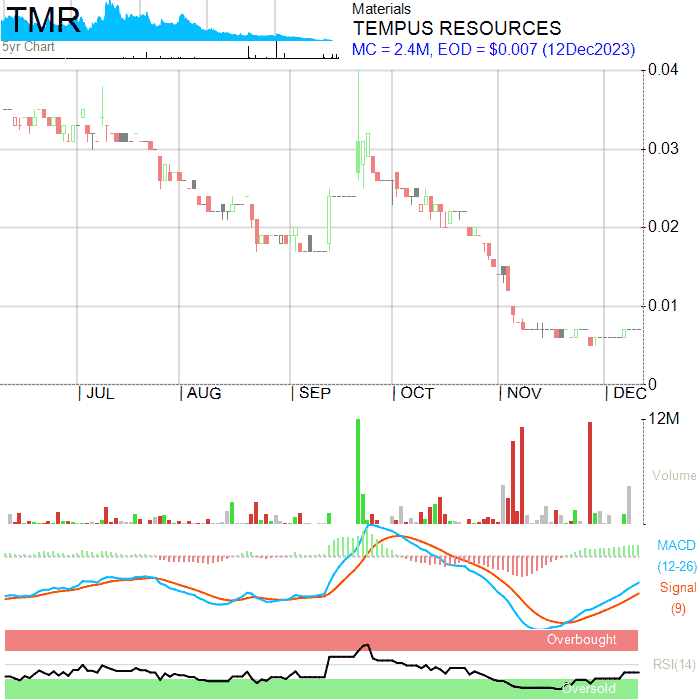 TMR
5yr Chart
Materials
TEMPUS RESOURCES
MC = 2.4M, EOD = $0.007 (12Dec2023)
0.04
0.03
0.02
0.01
0
JUL AUG SEP OCT NOV DEC
12M
Volume
MACD
(12-26)
Signal
(9)
Overbought
RSI(14)
Oversold